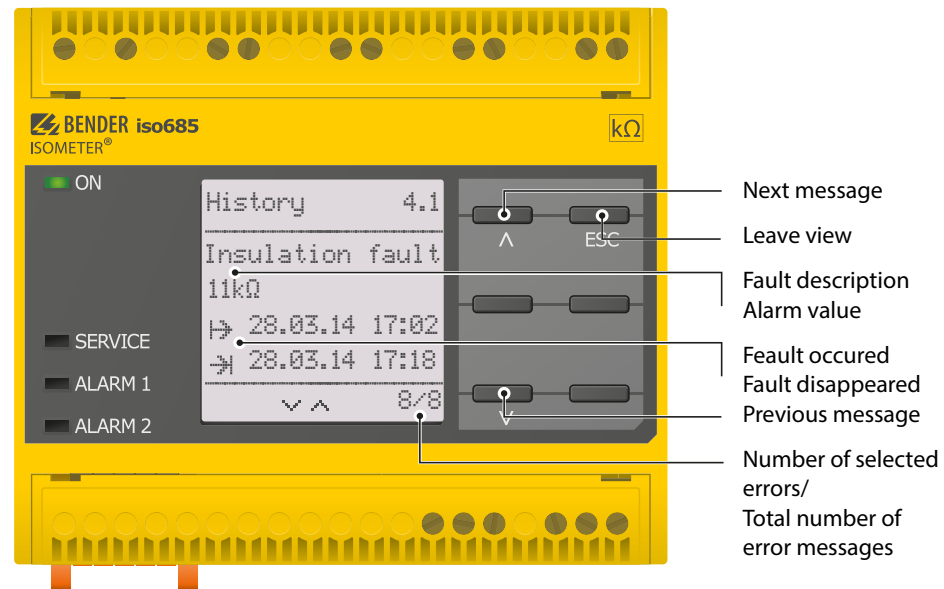 BENDER iso685
ISOMETER®
kΩ
ON
History 4.1
Insulation fault
11kΩ
28.03.14 17:02
28.03.14 17:18
8/8
SERVICE
ALARM 1
ALARM 2
ESC
Next message
Leave view
Fault description
Alarm value
Feault occured
Fault disappeared
Previous message
Number of selected
errors/
Total number of
error messages